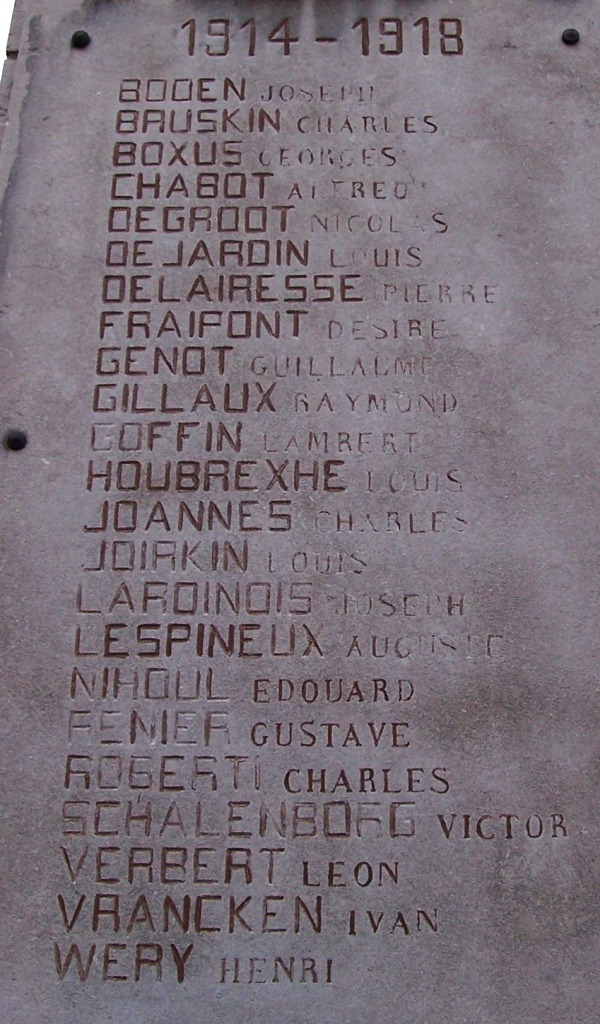 1914-1918
BODEN JOSEPH
BRUSKIN CHARLES
BOXUS GEORGES
CHABOT ALFRED
DEGROOT NICOLAS
DEJARDIN LOUIS
DELAIRESSE PIERRE
FRAIPONT DESIRE
GENOT GUILLAUME
GILLAUX RAYMOND
GOFFIN LAMBERT
HOUBREXHE LOUIS
JOANNES CHARLES
JOIRKIN LOUIS
LARDINOIS JOSEPH
LESPINEUX AUGUSTE
NIHOUL EDOUARD
RENIER GUSTAVE
ROBERTI CHARLES
SCHALENBORG VICTOR
VERBERT LEON
VRANCKEN IVAN
WERY HENRI